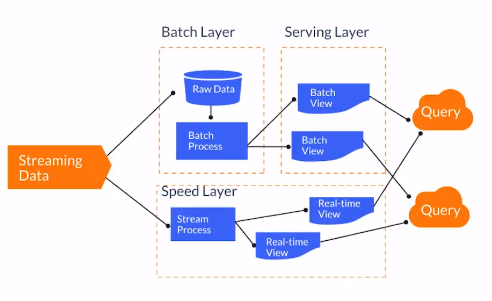 Batch Layer
Serving Layer
Raw Data
Batch
Process
Batch
View
Batch
View
Query
Streaming
Data
Speed Layer
Stream
Process
Real-time
View
Real-time
View
Query